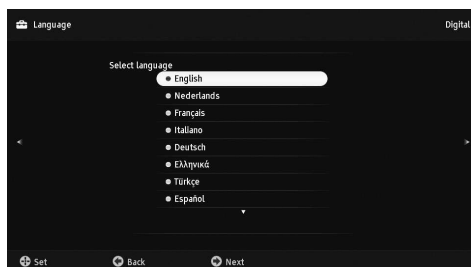 Language
Digital
Select language
English
Nederlands
Français
Italiano
Deutsch
Ελληνικά
Türkçe
Español
Set
Back
Next